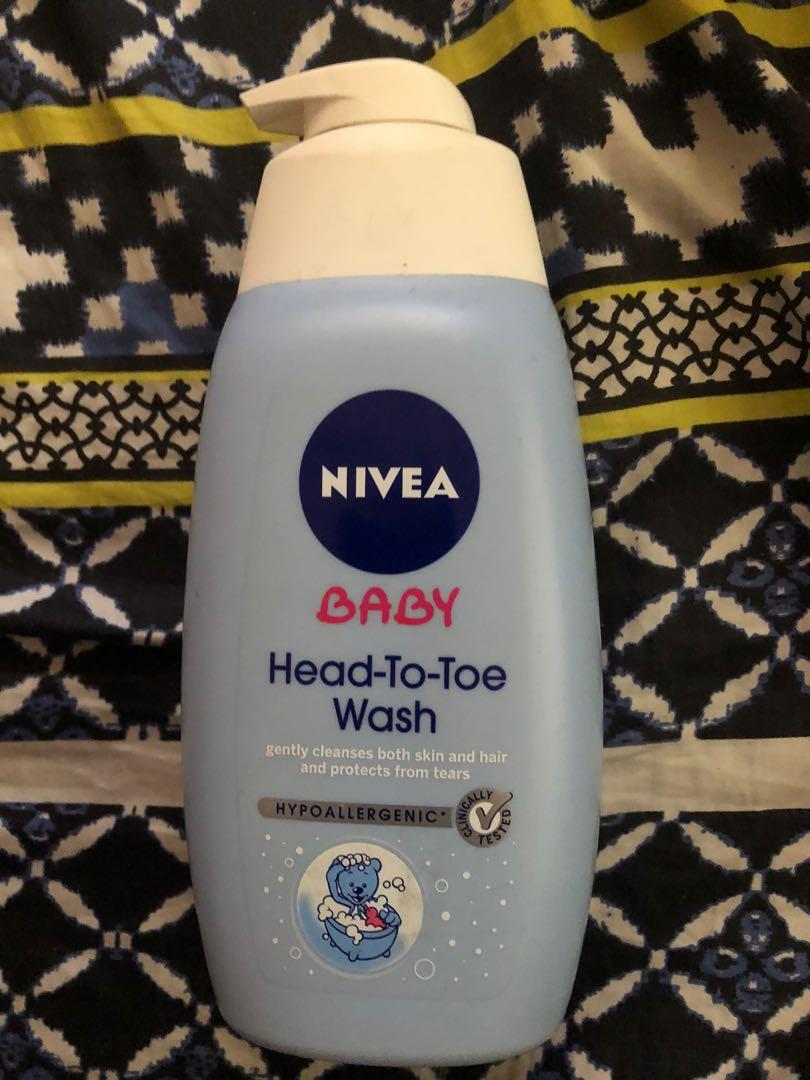 NIVEA
BABY
Head-To-Toe
Wash
gently cleanses both skin and hair
and protects from tears
HYPOALLERGENIC*
CLINICALLY
TESTED